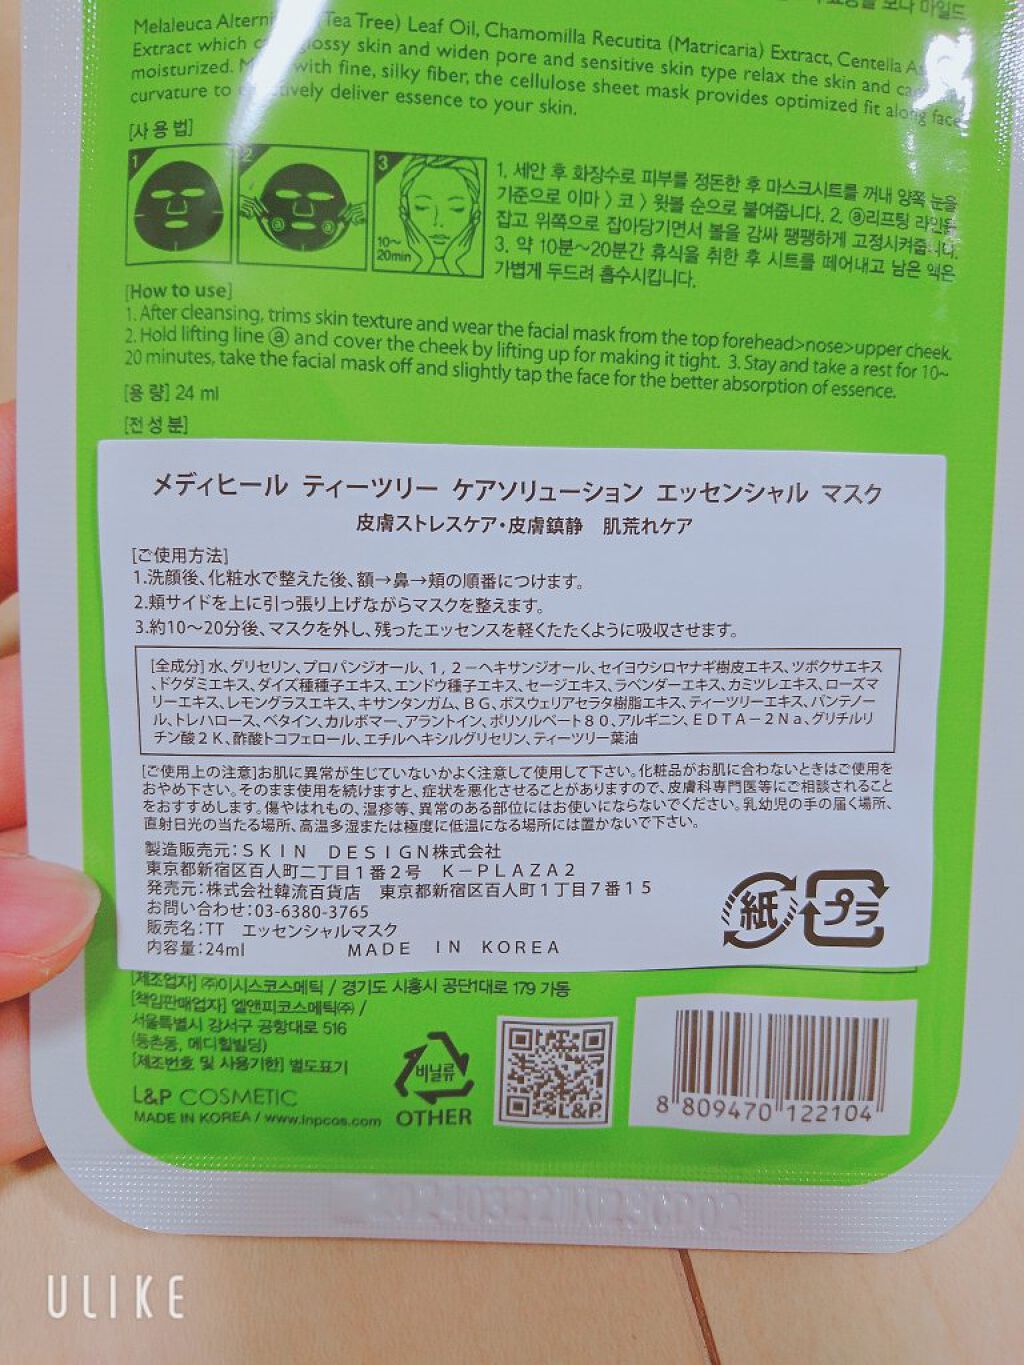 Melaleuca Tea Tree) Leaf Oil, Chamomilla Recutita (Matricaria) Extract, Centella
Extract which glossy skin and widen pore and sensitive skin type relax the skin and
moisturized. with fine, silky fiber, the cellulose sheet mask provides optimized fit along face
curvature to deliver essence to your skin.
[사용법]
1 2 3
ⓐ ⓐ
10~
20min
1. 세안 후 화장수로 피부를 정돈한 후 마스크시트를 꺼내 양쪽 눈을
기준으로 이마 > 코 > 윗볼 순으로 붙여줍니다. 2. ⓐ리프팅 라인을
잡고 위쪽으로 잡아당기면서 볼을 감싸 팽팽하게 고정시켜줍니다.
3. 약 10분~20분간 휴식을 취한 후 시트를 떼어내고 남은 액은
가볍게 두드려 흡수시킵니다.
[How to use]
1. After cleansing, trims skin texture and wear the facial mask from the top forehead>nose>upper cheek.
2. Hold lifting line ⓐ and cover the cheek by lifting up for making it tight. 3. Stay and take a rest for 10~
20 minutes, take the facial mask off and slightly tap the face for the better absorption of essence.
[용량] 24 ml
[전성분]
メディヒール ティーツリー ケアソリューション エッセンシャル マスク
皮膚ストレスケア・皮膚鎮静 肌荒れケア
[ご使用方法]
1.洗顔後、化粧水で整えた後、額→鼻→頬の順番につけます。
2.頬サイドを上に引っ張り上げながらマスクを整えます。
3.約10〜20分後、マスクを外し、残ったエッセンスを軽くたたくように吸収させます。
[全成分]水、グリセリン、プロパンジオール、1,2-ヘキサンジオール、セイヨウシロヤナギ樹皮エキス、ツボクサエキス
、ドクダミエキス、ダイズ種種子エキス、エンドウ種子エキス、セージエキス、ラベンダーエキス、カミツレエキス、ローズマ
リーエキス、レモングラスエキス、キサンタンガム、BG、ボスウェリアセラタ樹脂エキス、ティーツリーエキス、パンテノー
ル、トレハロース、ベタイン、カルボマー、アラントイン、ポリソルベート80、アルギニン、EDTA-2Na、グリチルリ
チン酸2K、酢酸トコフェロール、エチルヘキシルグリセリン、ティーツリー葉油
[ご使用上の注意]お肌に異常が生じていないかよく注意して使用して下さい。化粧品がお肌に合わないときはご使用を
おやめ下さい。そのまま使用を続けますと、症状を悪化させることがありますので、皮膚科専門医等にご相談されること
をおすすめします。傷やはれもの、湿疹等、異常のある部位にはお使いにならないでください。乳幼児の手の届く場所、
直射日光の当たる場所、高温多湿または極度に低温になる場所には置かないで下さい。
製造販売元:SKIN DESIGN株式会社
東京都新宿区百人町二丁目1番2号 K-PLAZA2
発売元:株式会社韓流百貨店 東京都新宿区百人町1丁目7番15
お問い合わせ:03-6380-3765
販売名:TT エッセンシャルマスク
内容量:24ml MADE IN KOREA
紙 プラ
[제조업자] ㈜이시스코스메틱 / 경기도 시흥시 공단1대로 179 가동
[책임판매업자] 엘앤피코스메틱㈜ /
서울특별시 강서구 공항대로 516
(등촌동, 메디힐빌딩)
[제조번호 및 사용기한] 별도표기
L&P COSMETIC
MADE IN KOREA / www.lnpcos.com
비닐류
OTHER
L&P
8 809470 122104
ULIKE